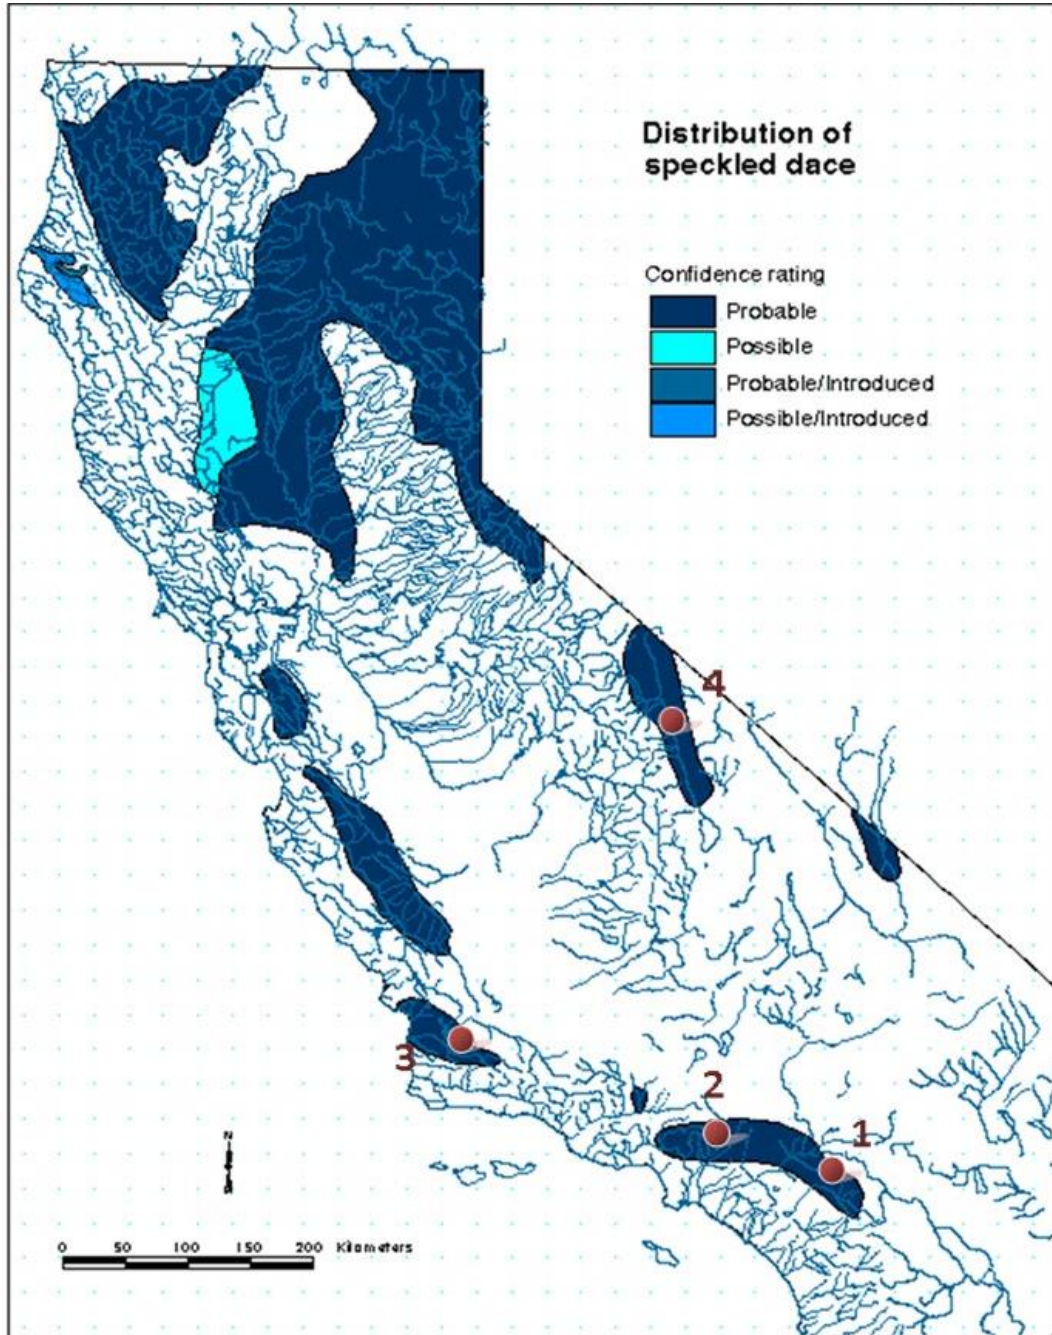 Distribution of
speckled dace
Confidence rating
Probable
Possible
Probable/Introduced
Possible/Introduced
4
3
2
1
N
0 50 100 150 200 Kilometers